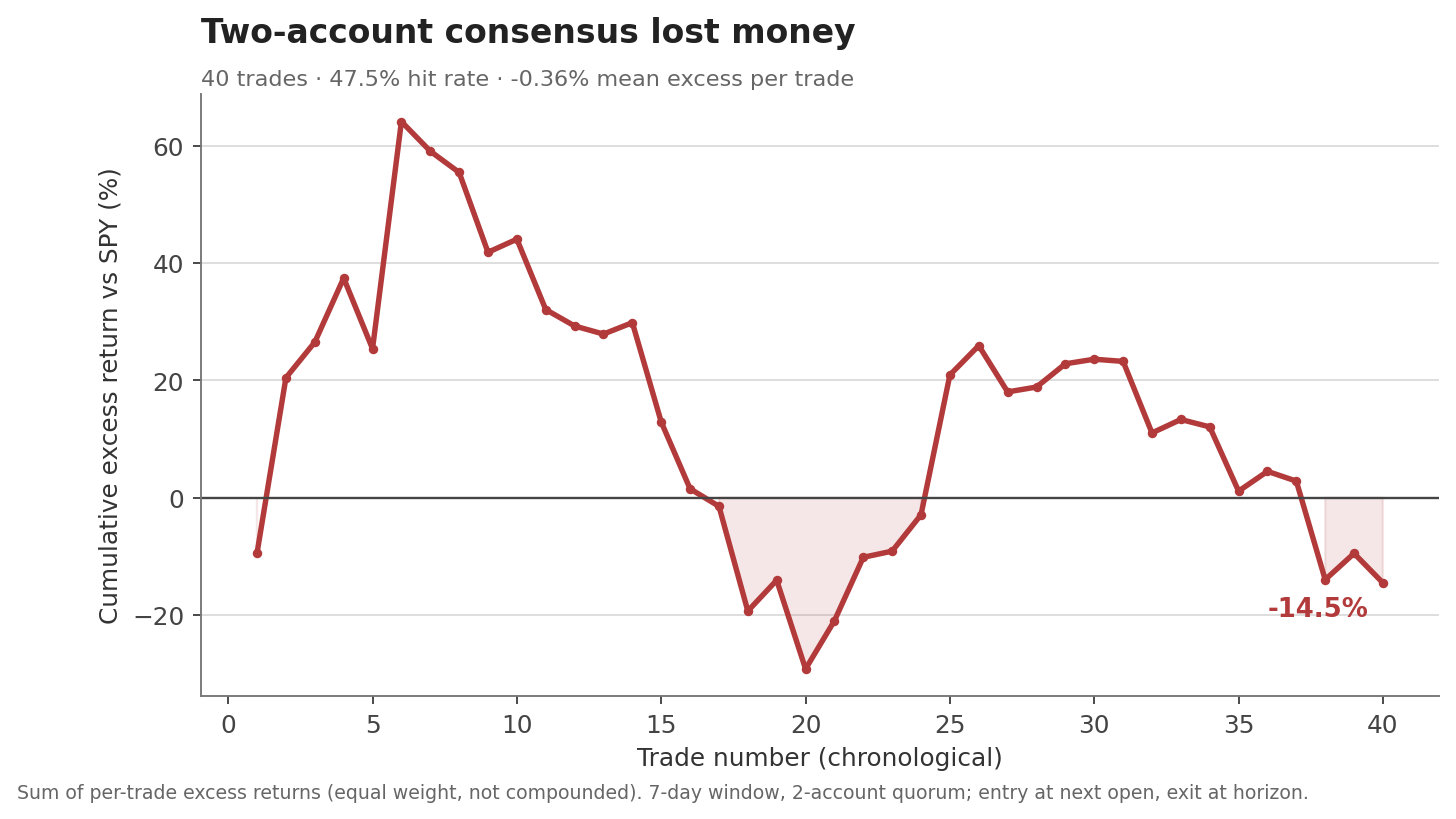 Two-account consensus lost money
40 trades · 47.5% hit rate · -0.36% mean excess per trade
Cumulative excess return vs SPY (%)
60
40
20
0
−20
-14.5%
0 5 10 15 20 25 30 35 40
Trade number (chronological)
Sum of per-trade excess returns (equal weight, not compounded). 7-day window, 2-account quorum; entry at next open, exit at horizon.